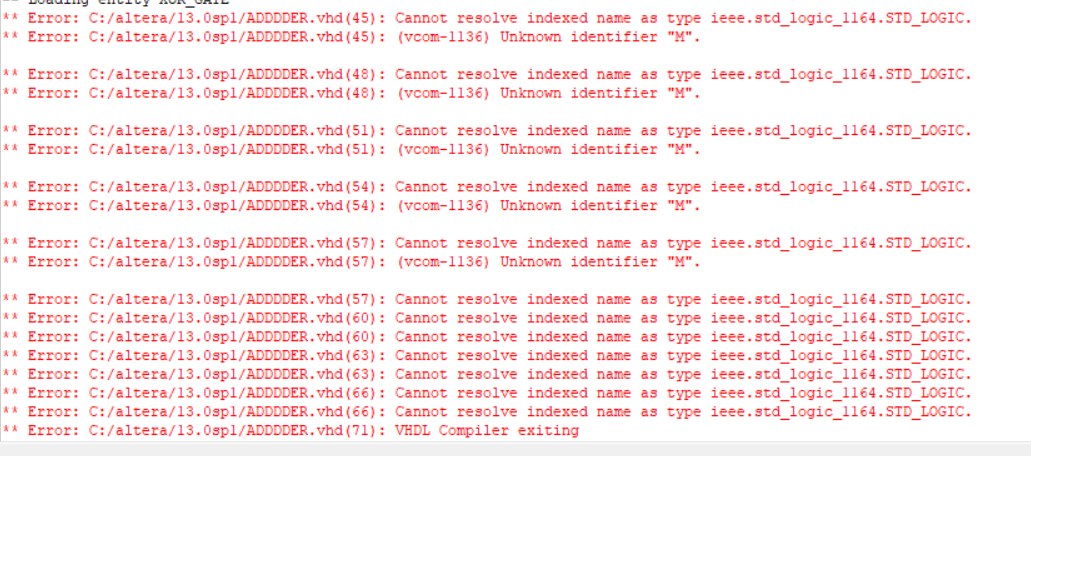 -- Loading entity XOR_GATE
** Error: C:/altera/13.0sp1/ADDDDER.vhd(45): Cannot resolve indexed name as type ieee.std_logic_1164.STD_LOGIC.
** Error: C:/altera/13.0sp1/ADDDDER.vhd(45): (vcom-1136) Unknown identifier "M".
** Error: C:/altera/13.0sp1/ADDDDER.vhd(48): Cannot resolve indexed name as type ieee.std_logic_1164.STD_LOGIC.
** Error: C:/altera/13.0sp1/ADDDDER.vhd(48): (vcom-1136) Unknown identifier "M".
** Error: C:/altera/13.0sp1/ADDDDER.vhd(51): Cannot resolve indexed name as type ieee.std_logic_1164.STD_LOGIC.
** Error: C:/altera/13.0sp1/ADDDDER.vhd(51): (vcom-1136) Unknown identifier "M".
** Error: C:/altera/13.0sp1/ADDDDER.vhd(54): Cannot resolve indexed name as type ieee.std_logic_1164.STD_LOGIC.
** Error: C:/altera/13.0sp1/ADDDDER.vhd(54): (vcom-1136) Unknown identifier "M".
** Error: C:/altera/13.0sp1/ADDDDER.vhd(57): Cannot resolve indexed name as type ieee.std_logic_1164.STD_LOGIC.
** Error: C:/altera/13.0sp1/ADDDDER.vhd(57): (vcom-1136) Unknown identifier "M".
** Error: C:/altera/13.0sp1/ADDDDER.vhd(57): Cannot resolve indexed name as type ieee.std_logic_1164.STD_LOGIC.
** Error: C:/altera/13.0sp1/ADDDDER.vhd(60): Cannot resolve indexed name as type ieee.std_logic_1164.STD_LOGIC.
** Error: C:/altera/13.0sp1/ADDDDER.vhd(60): Cannot resolve indexed name as type ieee.std_logic_1164.STD_LOGIC.
** Error: C:/altera/13.0sp1/ADDDDER.vhd(63): Cannot resolve indexed name as type ieee.std_logic_1164.STD_LOGIC.
** Error: C:/altera/13.0sp1/ADDDDER.vhd(63): Cannot resolve indexed name as type ieee.std_logic_1164.STD_LOGIC.
** Error: C:/altera/13.0sp1/ADDDDER.vhd(66): Cannot resolve indexed name as type ieee.std_logic_1164.STD_LOGIC.
** Error: C:/altera/13.0sp1/ADDDDER.vhd(66): Cannot resolve indexed name as type ieee.std_logic_1164.STD_LOGIC.
** Error: C:/altera/13.0sp1/ADDDDER.vhd(71): VHDL Compiler exiting